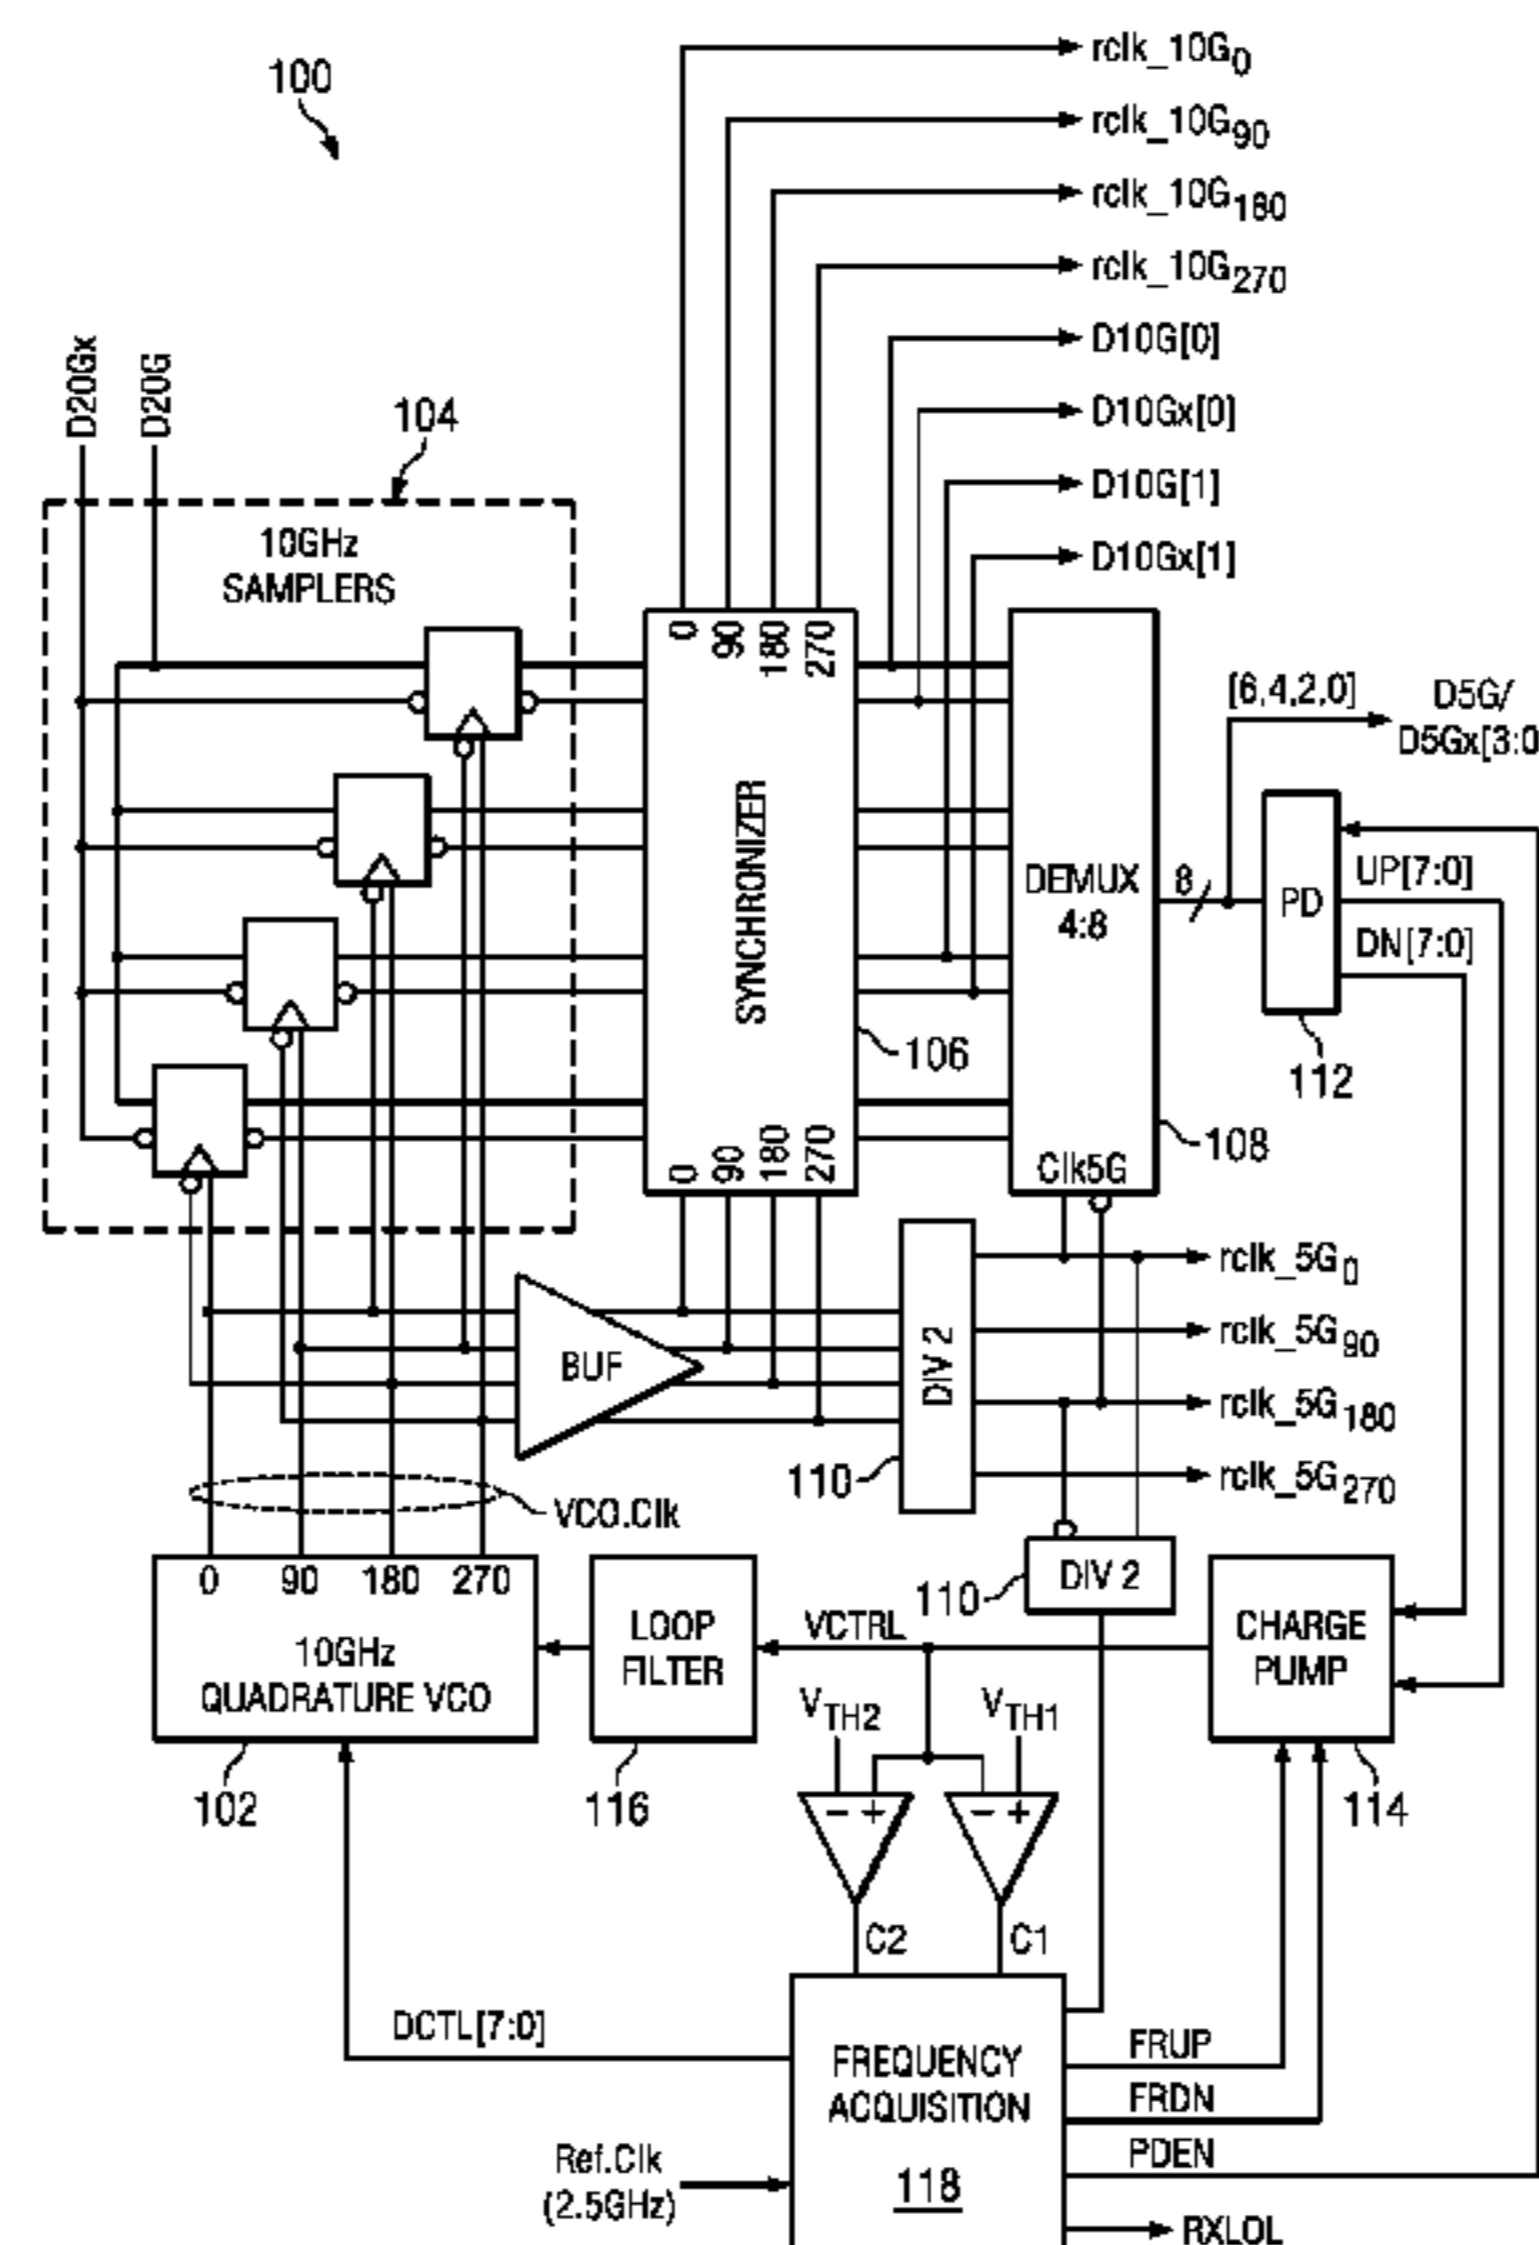 100
rclk_10G0
rclk_10G90
rclk_10G180
rclk_10G270
D10G[0]
D10Gx[0]
D10G[1]
D10Gx[1]
D20Gx
D20G
104
10GHz
SAMPLERS
0 90 180 270
SYNCHRONIZER
106
0 90 180 270
DEMUX
4:8
Clk5G
108
8
[6,4,2,0]
D5G/
D5Gx[3:0
PD
UP[7:0]
DN[7:0]
112
BUF
DIV 2
110
rclk_5G0
rclk_5G90
rclk_5G180
rclk_5G270
VCO.Clk
0 90 180 270
10GHz
QUADRATURE VCO
102
LOOP
FILTER
116
VCTRL
DIV 2
110
CHARGE
PUMP
114
VTH2
VTH1
- +
- +
C2
C1
DCTL[7:0]
FREQUENCY
ACQUISITION
118
Ref.Clk
(2.5GHz)
FRUP
FRDN
PDEN
RXLOL